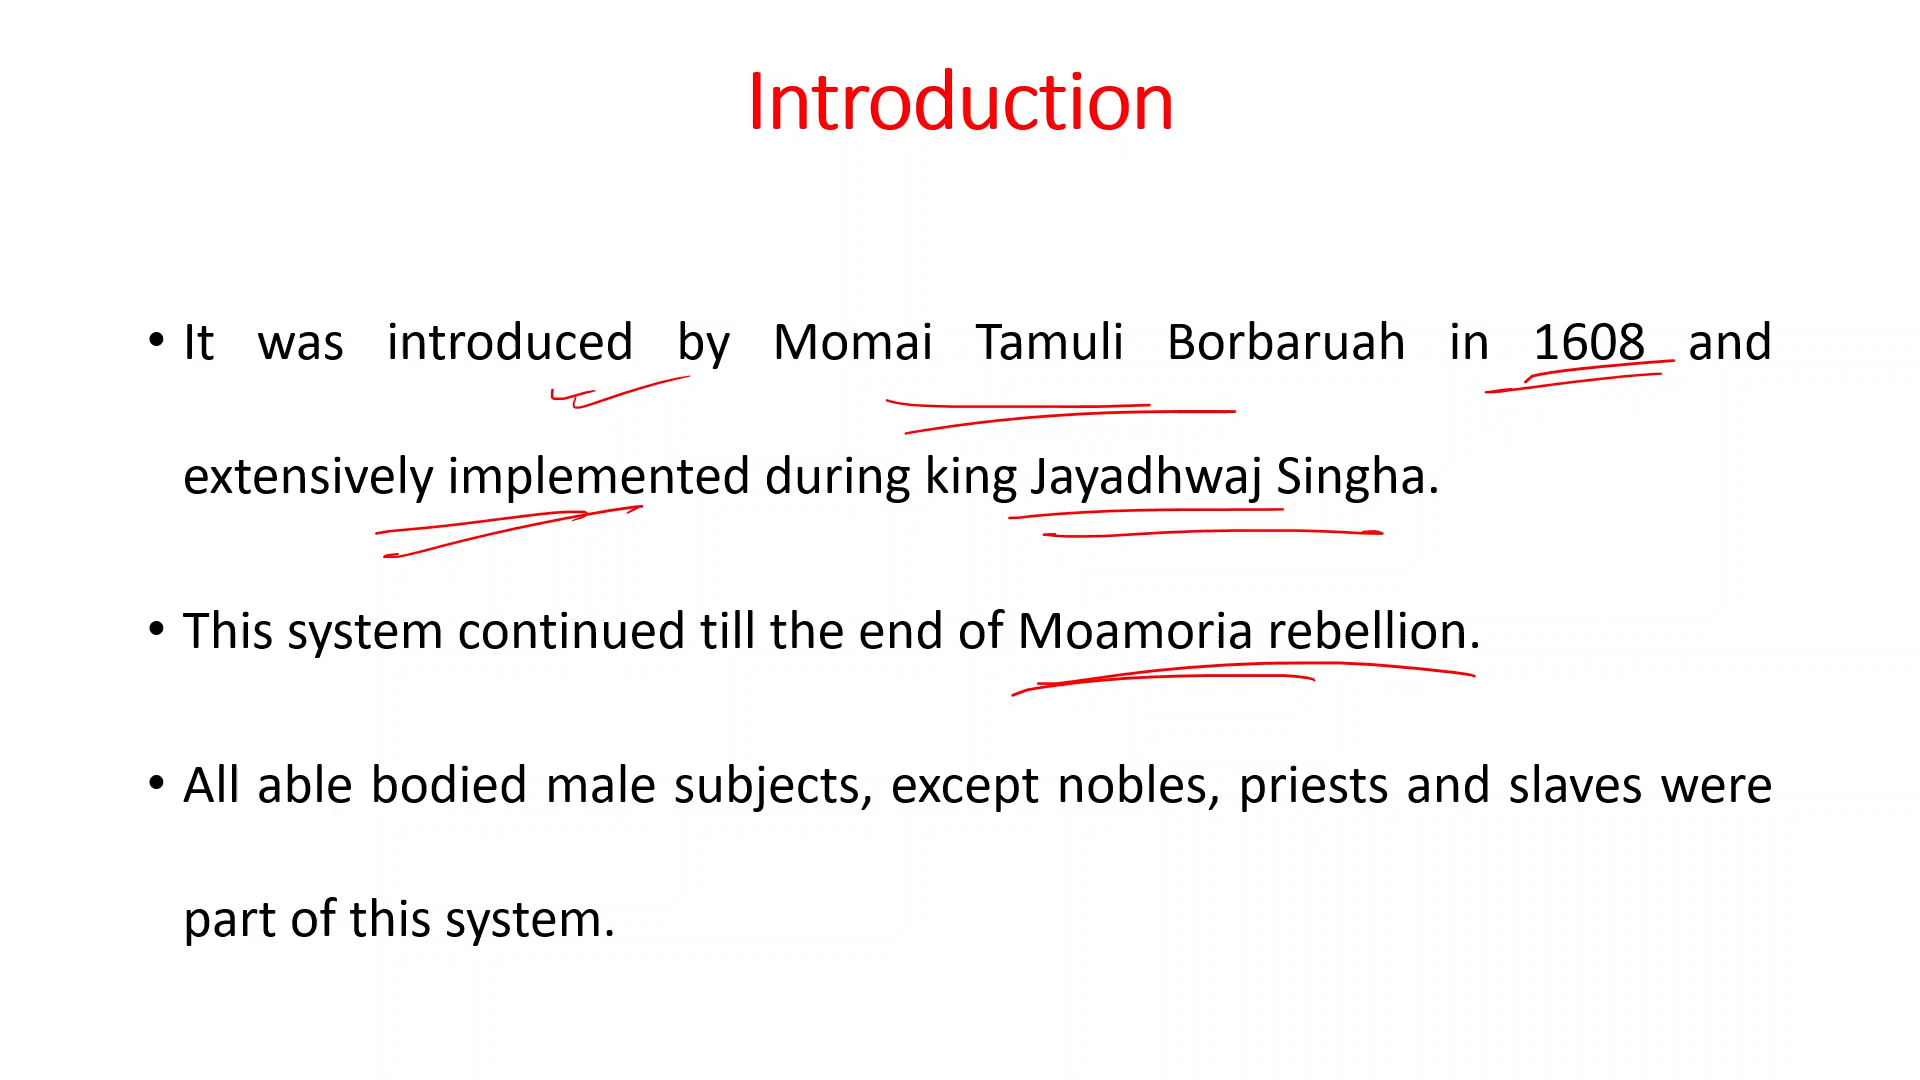 Introduction
• It was introduced by Momai Tamuli Borbaruah in 1608 and
extensively implemented during king Jayadhwaj Singha.
• This system continued till the end of Moamoria rebellion.
• All able bodied male subjects, except nobles, priests and slaves were
part of this system.